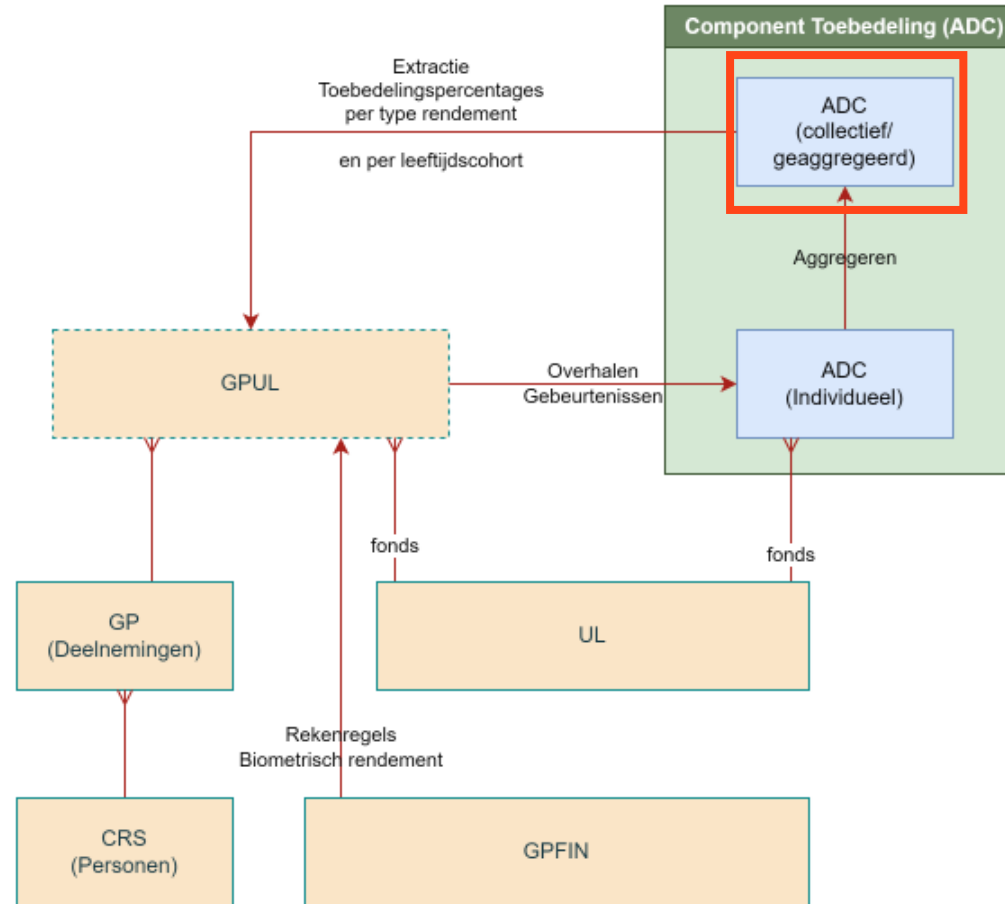 Component Toebedeling (ADC)
Extractie
Toebedelingspercentages
per type rendement
en per leeftijdscohort
ADC
(collectief/
geaggregeerd)
Aggregeren
GPUL
Overhalen
Gebeurtenissen
ADC
(Individueel)
fonds
fonds
GP
(Deelnemingen)
UL
Rekenregels
Biometrisch rendement
CRS
(Personen)
GPFIN